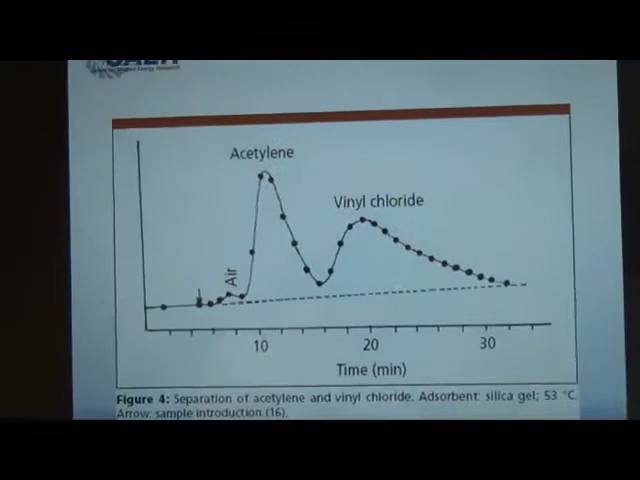 Acetylene
Vinyl chloride
Air
10
20
30
Time (min)
Figure 4: Separation of acetylene and vinyl chloride. Adsorbent: silica gel; 53 °C.
Arrow: sample introduction (16).